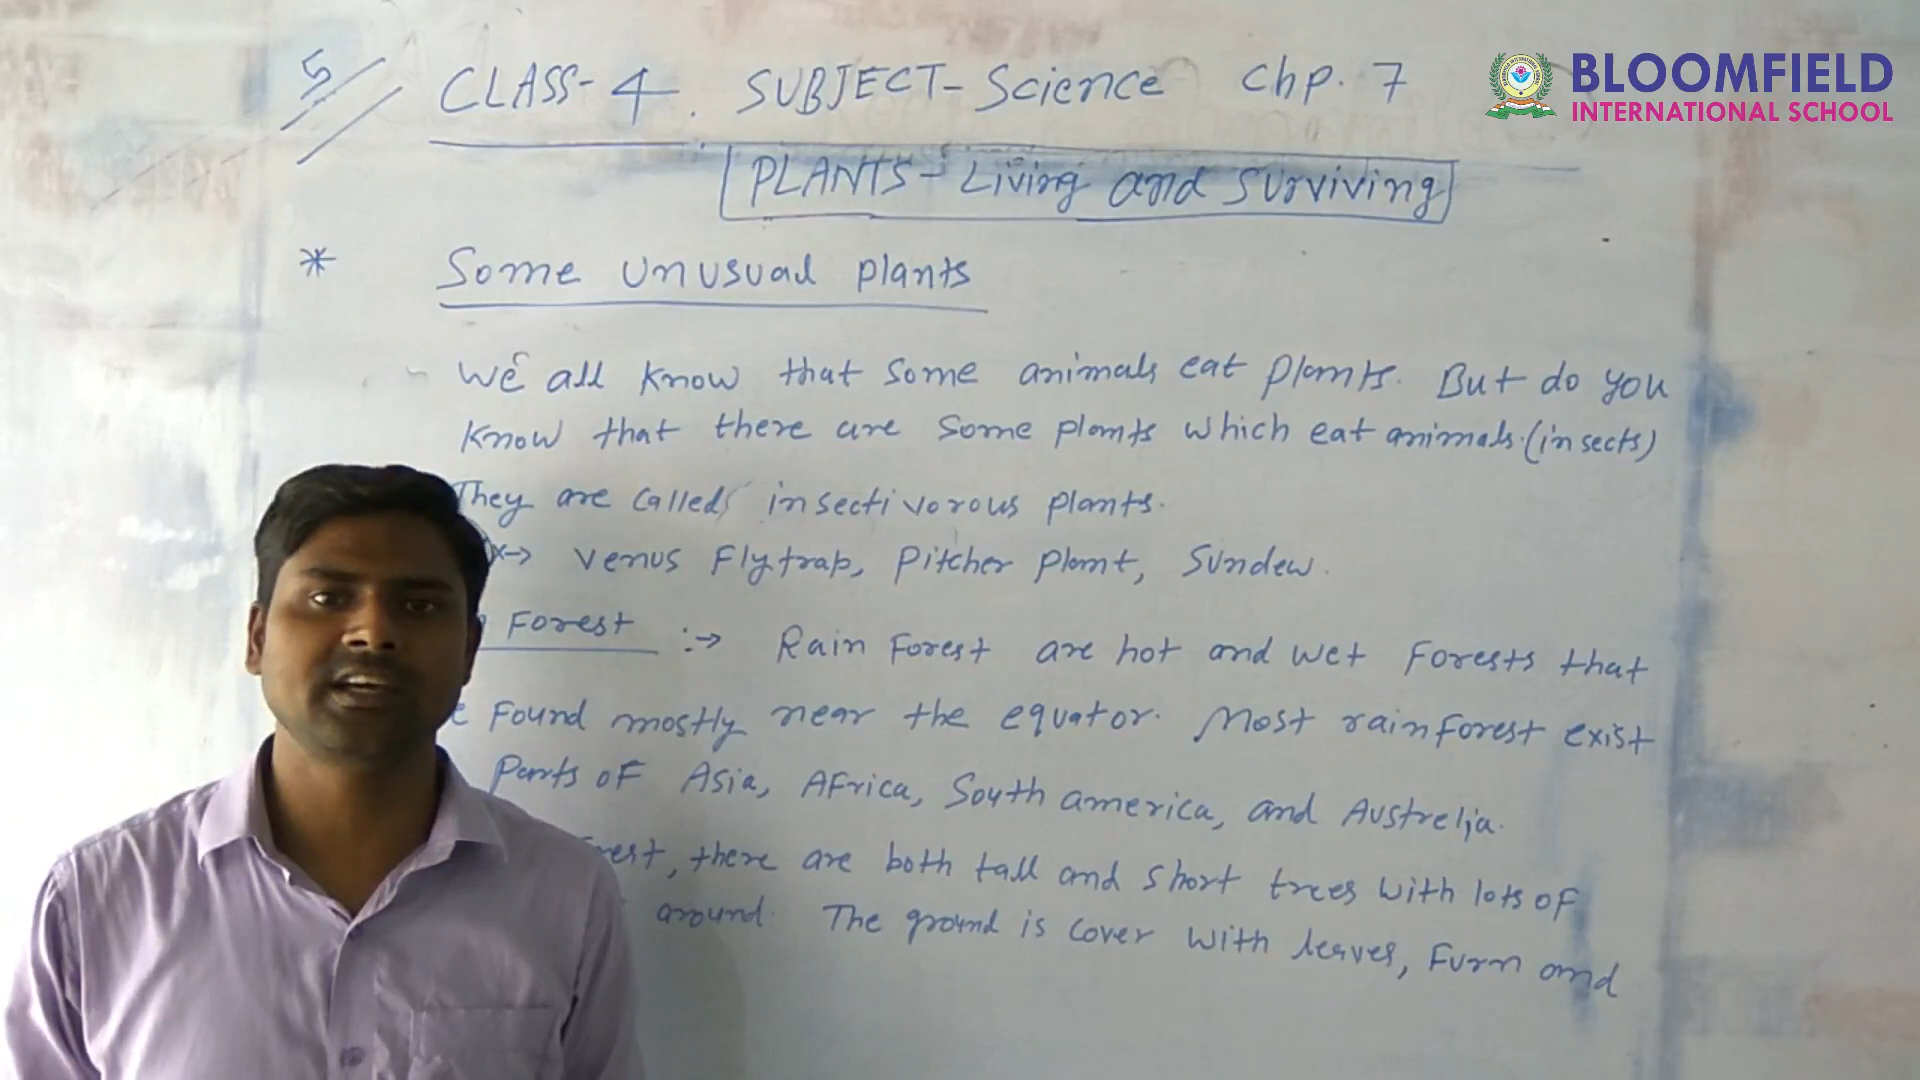 5
CLASS-4. SUBJECT-Science Chp. 7
BLOOMFIELD
INTERNATIONAL SCHOOL
PLANTS- Living and Surviving
* Some unusual plants
We all know that some animals eat plants. But do you
know that there are some plants which eat animals.(insects)
They are called insectivorous plants.
x→ Venus Flytrap, Pitcher plant, Sundew.
Forest :→ Rain Forest are hot and wet forests that
found mostly near the equator. Most rainforest exist
Parts of Asia, Africa, South america, and Austrelia.
rest, there are both tall and short trees with lots of
around. The ground is cover with leaves, Furn and